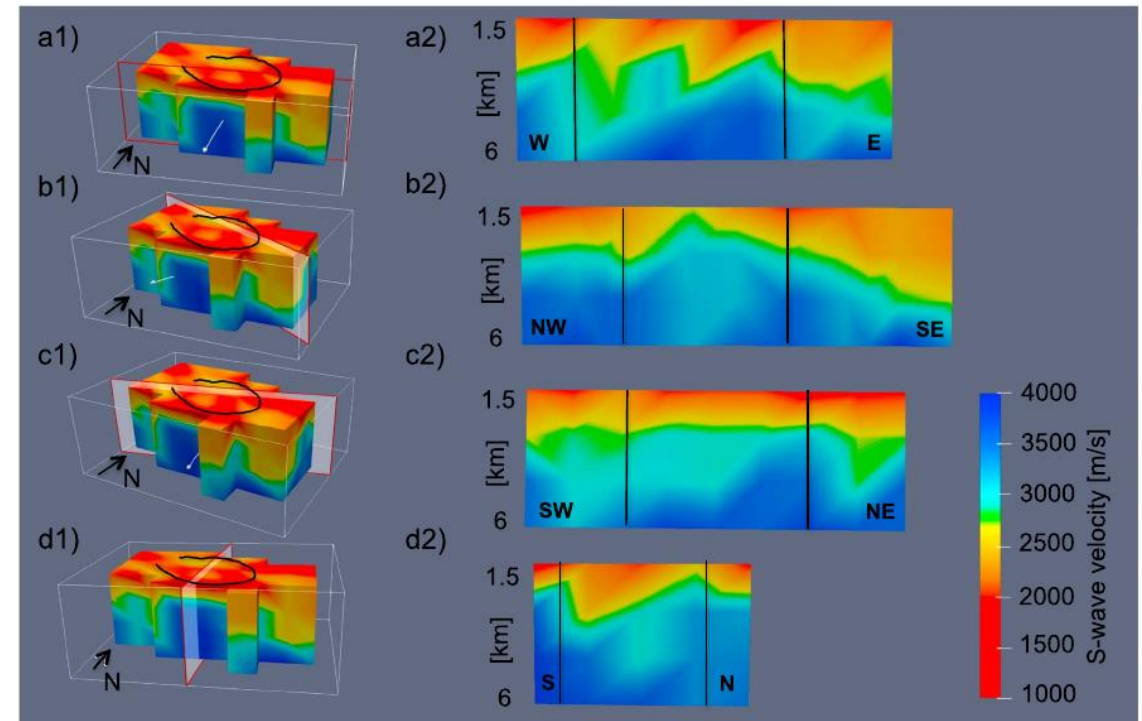 a1)
N
a2)
1.5
[km]
6
W
E
b1)
N
b2)
1.5
[km]
6
NW
SE
c1)
N
c2)
1.5
[km]
6
SW
NE
d1)
N
d2)
1.5
[km]
6
S
N
4000
3500
3000
2500
2000
1500
1000
S-wave velocity [m/s]